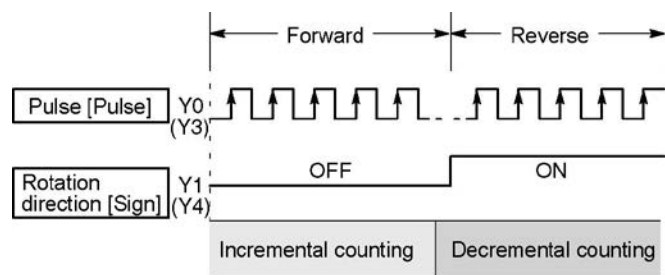 Forward Reverse
Pulse [Pulse] Y0
(Y3)
OFF ON
Rotation
direction [Sign]
Y1
(Y4)
Incremental counting Decremental counting